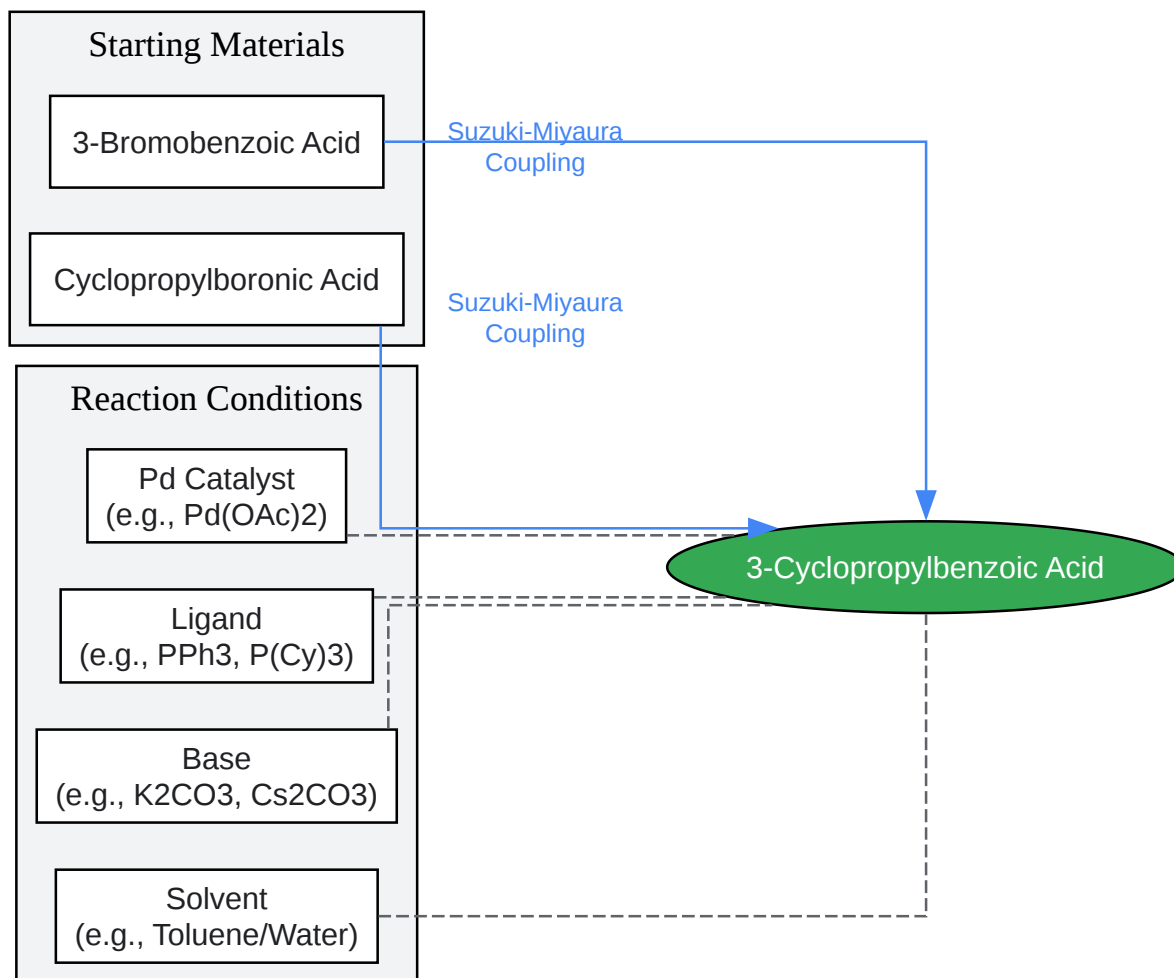 Starting Materials
3-Bromobenzoic Acid
Suzuki-Miyaura
Coupling
Cyclopropylboronic Acid
Suzuki-Miyaura
Coupling
Reaction Conditions
Pd Catalyst
(e.g., Pd(OAc)2)
3-Cyclopropylbenzoic Acid
Ligand
(e.g., PPh3, P(Cy)3)
Base
(e.g., K2CO3, Cs2CO3)
Solvent
(e.g., Toluene/Water)